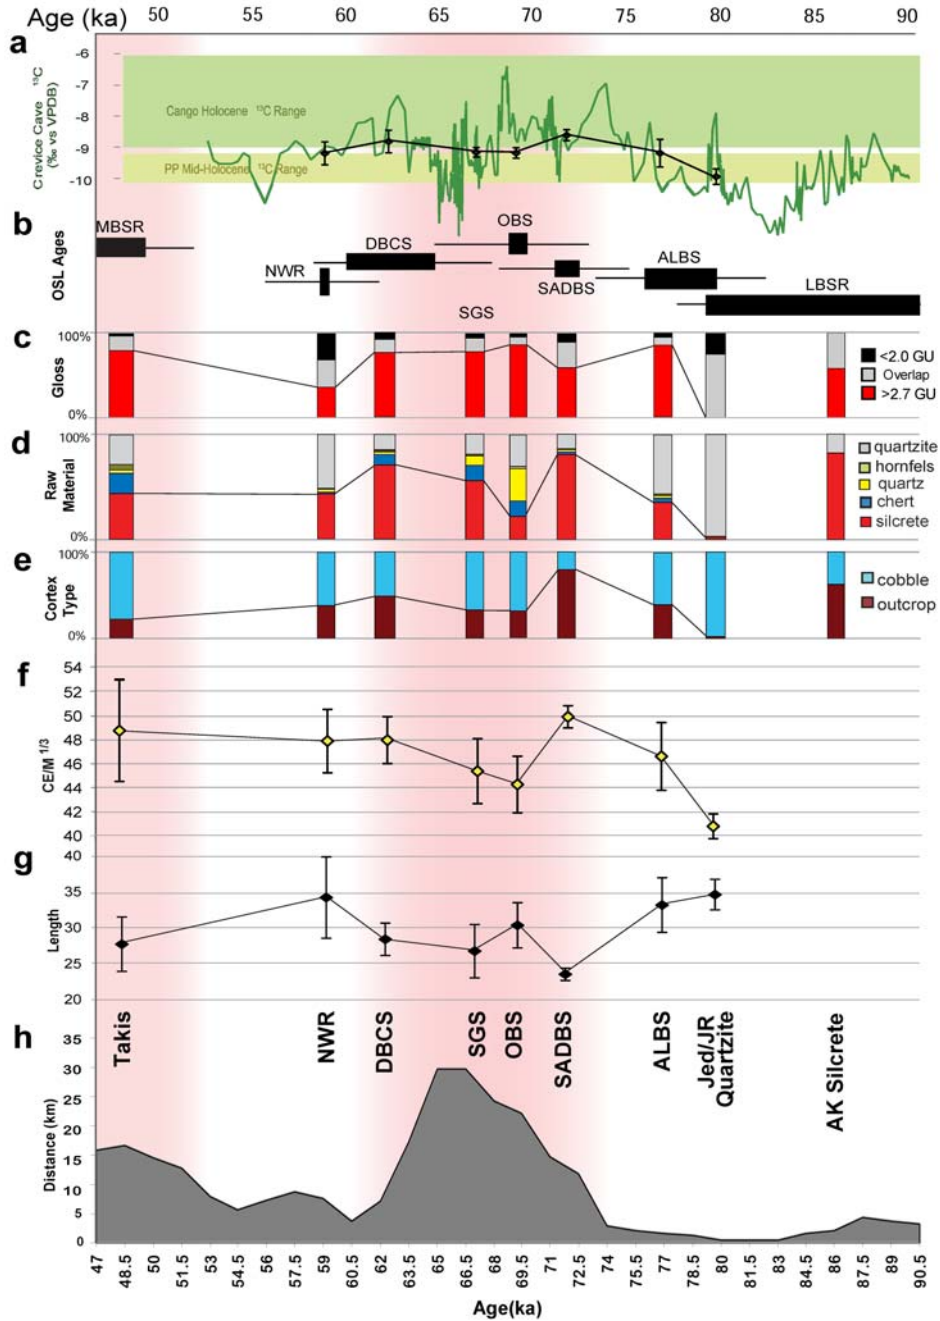 Age (ka) 50 55 60 65 70 75 80 86 90
a
Crevice Cave ¹³C
(‰ vs VPDB)
-6
-7
-8
-9
-10
Cango Holocene ¹³C Range
PP Mid-Holocene ¹³C Range
b
OSL Ages
MBSR
OBS
DBCS
NWR
ALBS
SADBS
LBSR
SGS
c
Gloss
100%
0%
<2.0 GU
Overlap
>2.7 GU
d
Raw
Material
100%
0%
quartzite
hornfels
quartz
chert
silcrete
e
Cortex
Type
100%
0%
cobble
outcrop
f
CE/M 1/3
54
52
50
48
46
44
42
40
g
Length
40
35
30
25
20
Takis
NWR
DBCS
SGS
OBS
SADBS
ALBS
Jed/JR
Quartzite
AK Silcrete
h
Distance (km)
35
30
25
20
15
10
5
0
47 48.5 50 51.5 53 54.5 56 57.5 59 60.5 62 63.5 65 66.5 68 69.5 71 72.5 74 75.5 77 78.5 80 81.5 83 84.5 86 87.5 89 90.5
Age(ka)